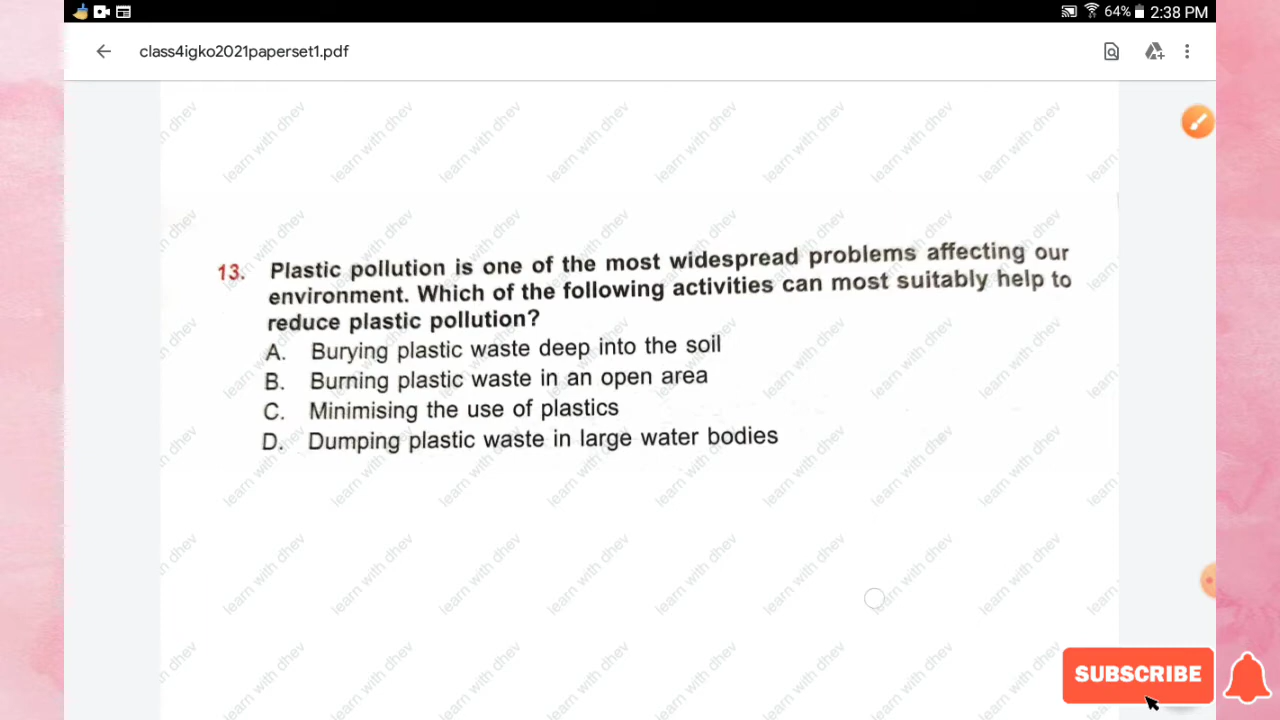 64% 2:38 PM
class4igko2021paperset1.pdf
learn with dhev
13. Plastic pollution is one of the most widespread problems affecting our
environment. Which of the following activities can most suitably help to
reduce plastic pollution?
A. Burying plastic waste deep into the soil
B. Burning plastic waste in an open area
C. Minimising the use of plastics
D. Dumping plastic waste in large water bodies
SUBSCRIBE